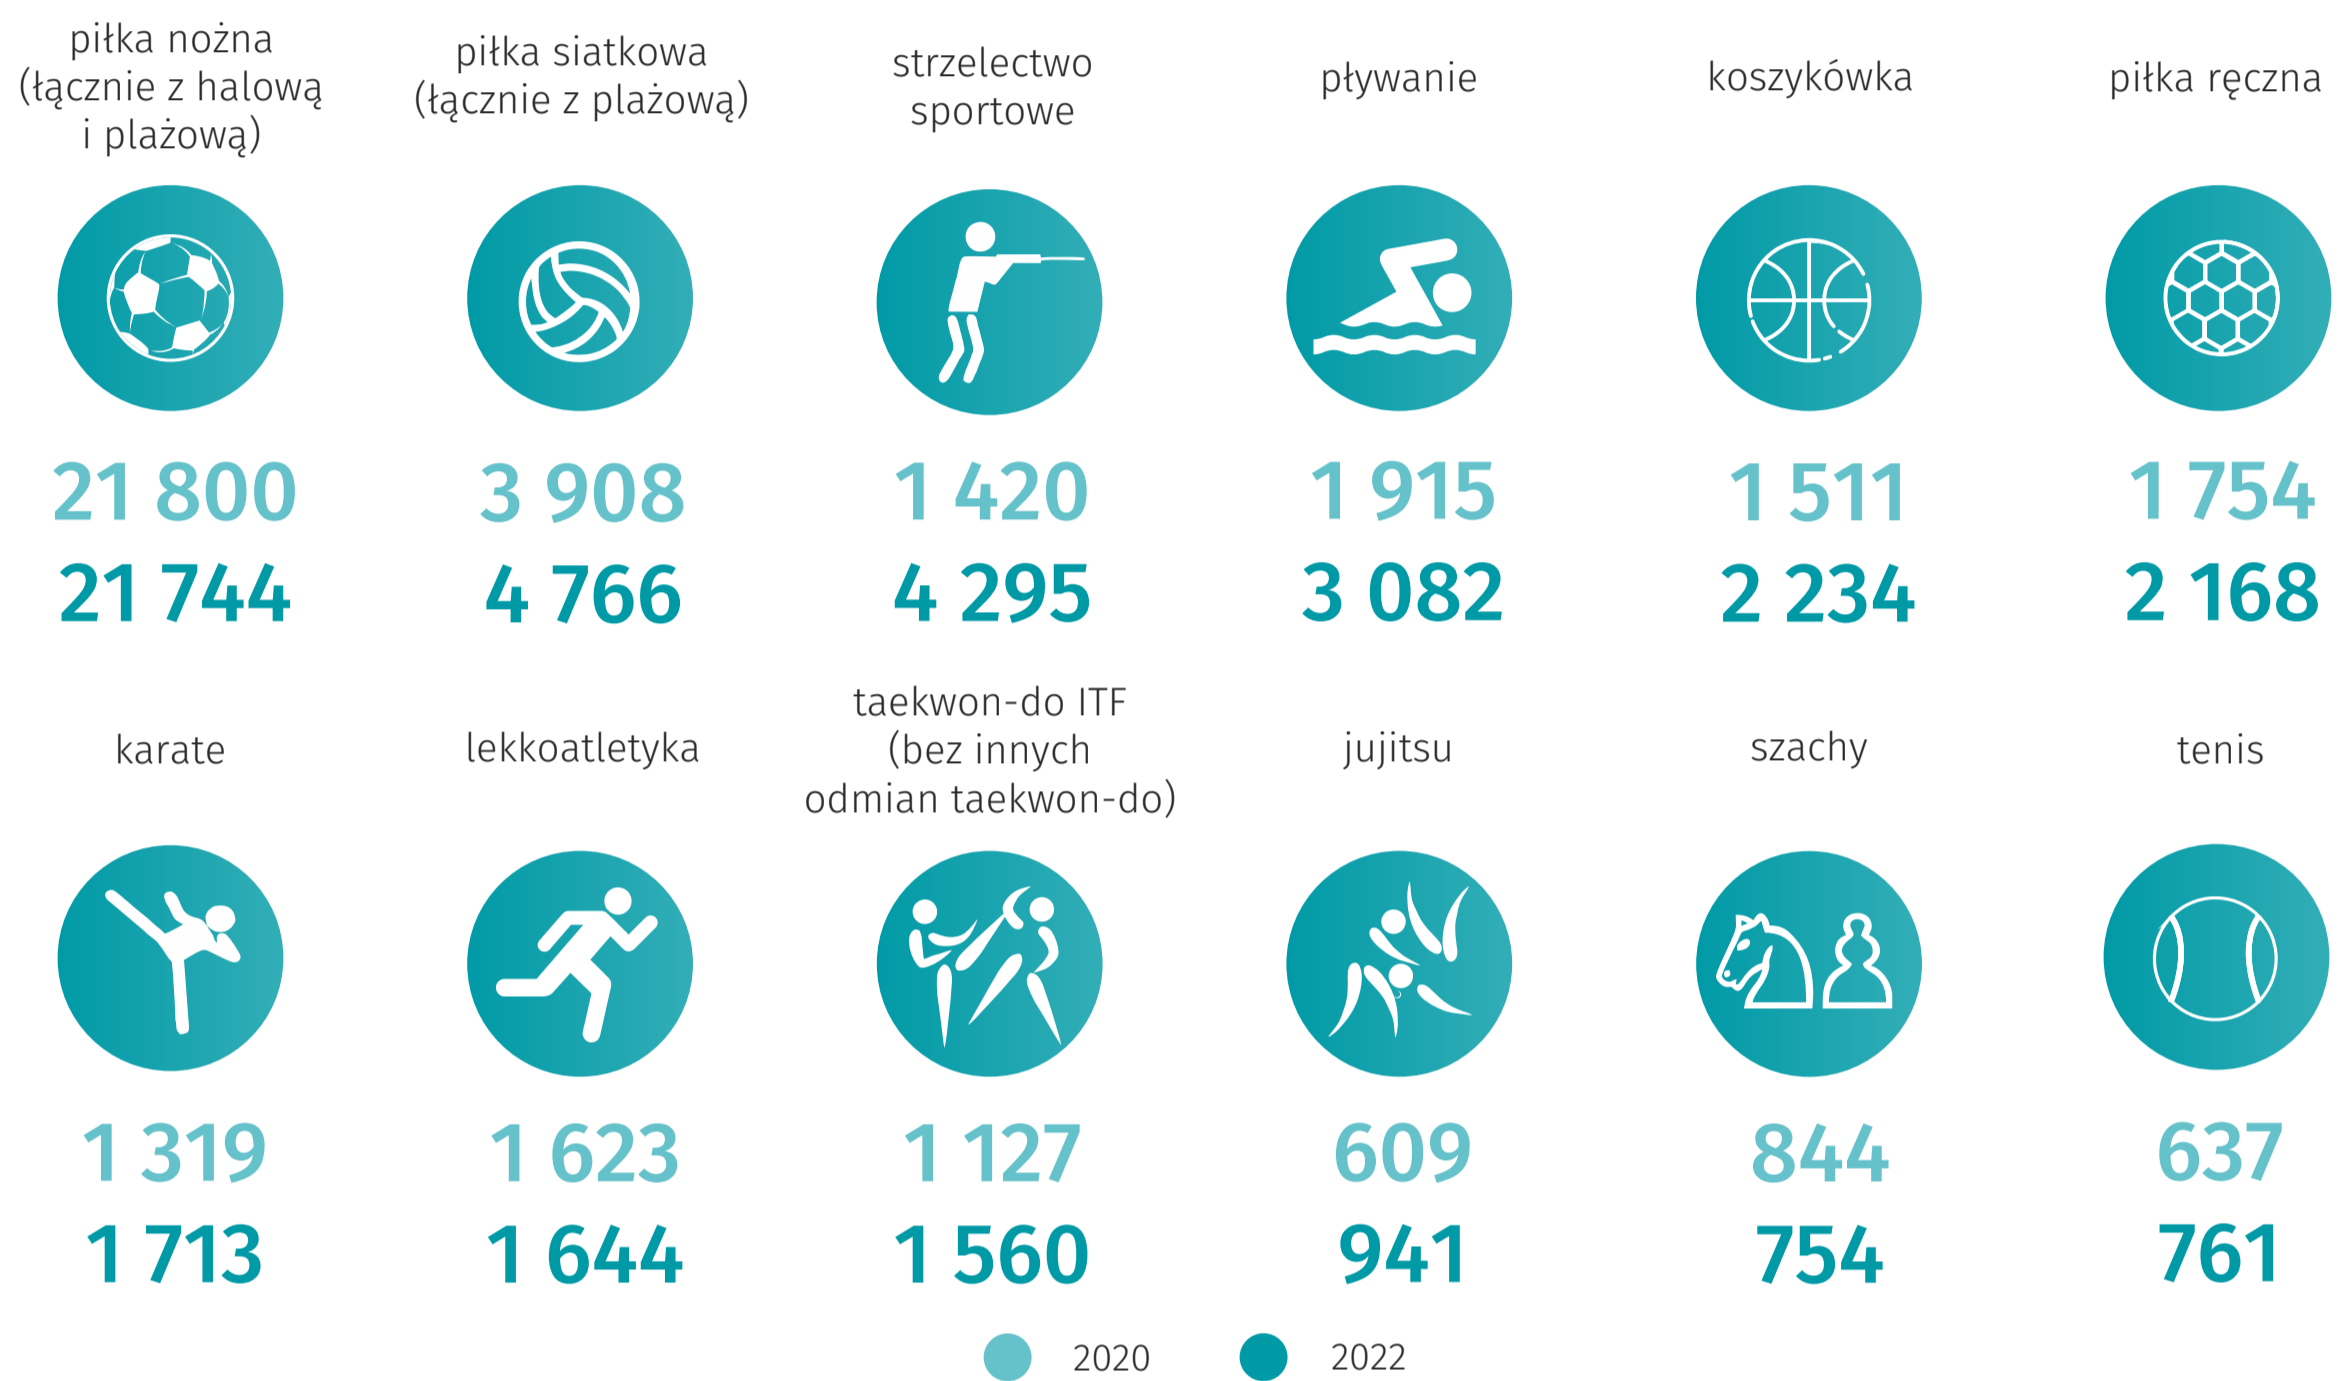 piłka nożna
(łącznie z halową
i plażową)
piłka siatkowa
(łącznie z plażową)
strzelectwo
sportowe
pływanie
koszykówka
piłka ręczna
21 800
3 908
1 420
1 915
1 511
1 754
21 744
4 766
4 295
3 082
2 234
2 168
karate
lekkoatletyka
taekwon-do ITF
(bez innych
odmian taekwon-do)
jujitsu
szachy
tenis
1 319
1 623
1 127
609
844
637
1 713
1 644
1 560
941
754
761
2020
2022